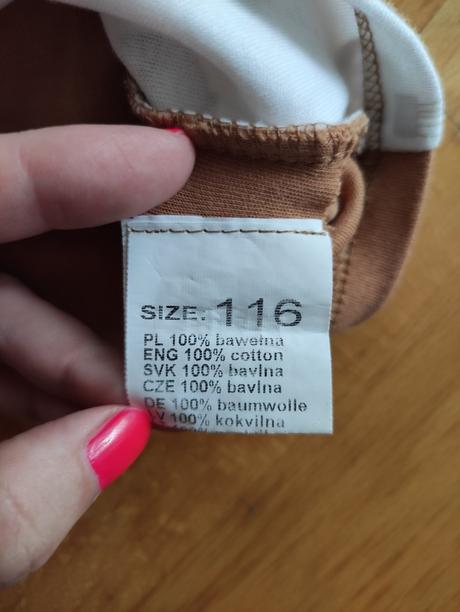 SIZE: 116
PL 100% bawełna
ENG 100% cotton
SVK 100% bavlna
CZE 100% bavlna
DE 100% baumwolle
100% kokvilna